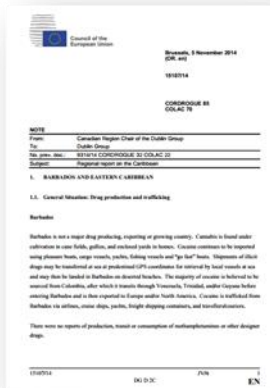 Council of the
European Union
Brussels, 5 November 2014
(OR. en)
15107/14
CORDROGUE 85
COLAC 76
NOTE
From: Canadian Region Chair of the Dublin Group
To: Dublin Group
No. prev. doc.: 9314/14 CORDROGUE 32 COLAC 22
Subject: Regional report on the Caribbean
1. BARBADOS AND EASTERN CARIBBEAN
1.1. General Situation: Drug production and trafficking
Barbados
Barbados is not a major drug producing, exporting or growing country. Cannabis is found under
cultivation in cane fields, gullies, and enclosed yards in homes. Cocaine continues to be imported
using pleasure boats, cargo vessels, yachts, fishing vessels and "go fast" boats. Shipments of illicit
drugs may be transferred at sea at predestined GPS coordinates for retrieval by local vessels at sea
and may then be landed in Barbados on deserted beaches. The majority of cocaine is believed to be
sourced from Colombia, after which it transits through Venezuela, Trinidad, and/or Guyana before
entering Barbados and is then exported to Europe and/or North America. Cocaine is trafficked from
Barbados via airlines, cruise ships, yachts, freight shipping containers, and travellers/couriers.
There were no reports of production, transit or consumption of methamphetamines or other designer
drugs.
15107/14 1
DG D 2C EN